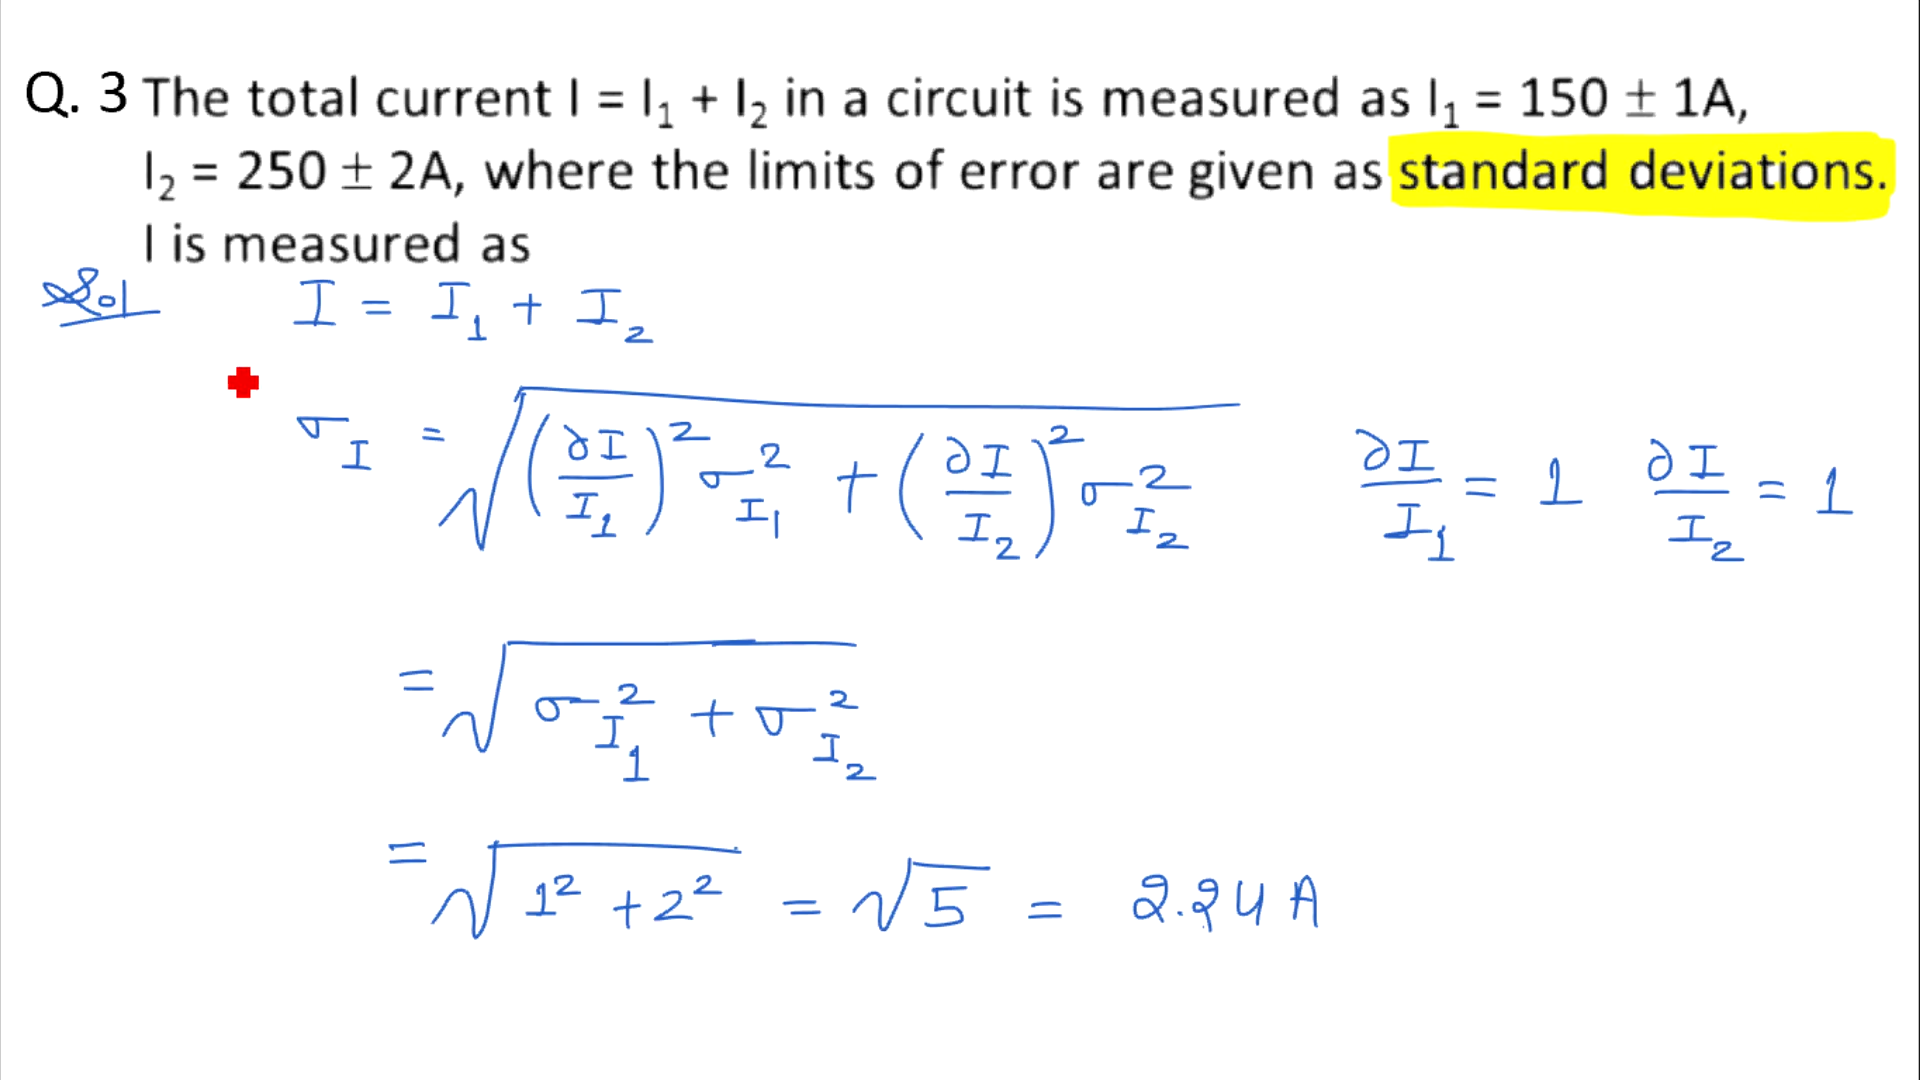 Q. 3 The total current I = I₁ + I₂ in a circuit is measured as I₁ = 150 ± 1A,
I₂ = 250 ± 2A, where the limits of error are given as standard deviations.
I is measured as
Sol I = I₁ + I₂
σ_I = √((∂I/I₁)² σ²_I₁ + (∂I/I₂)² σ²_I₂) ∂I/I₁ = 1 ∂I/I₂ = 1
= √(σ²_I₁ + σ²_I₂)
= √(1² + 2²) = √5 = 2.24 A